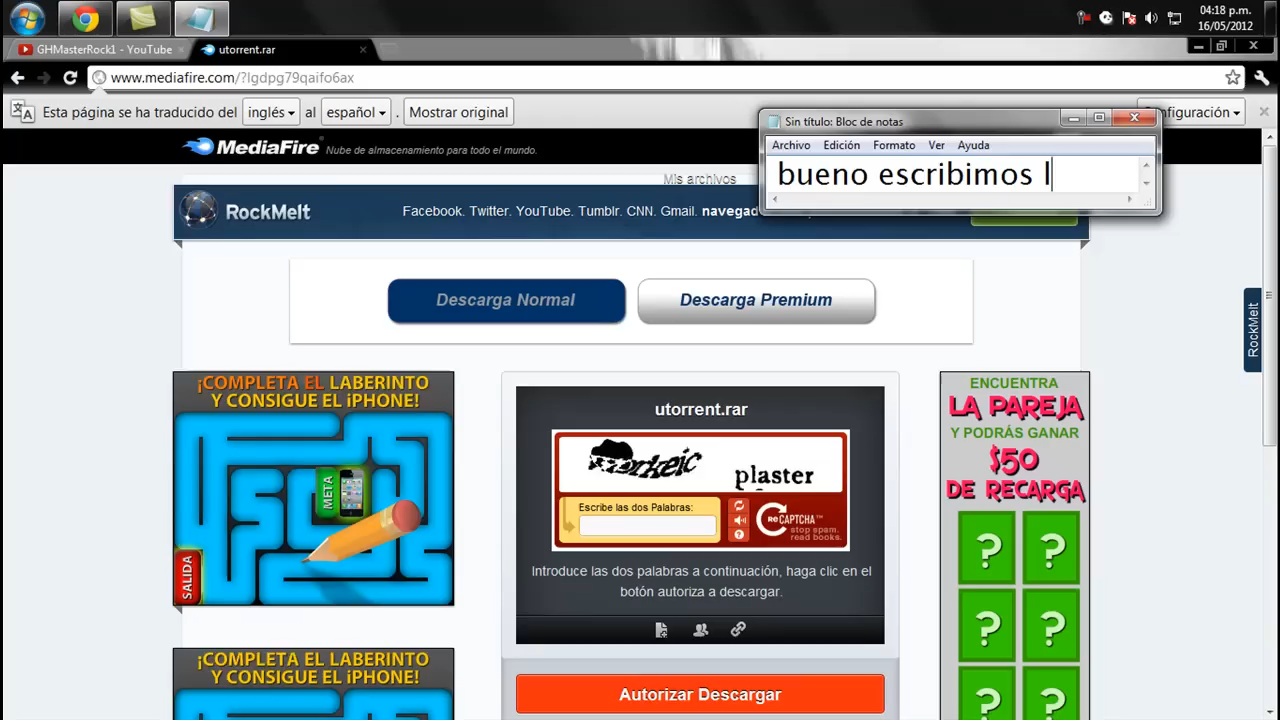 04:18 p.m.
16/05/2012
GHMasterRock1 - YouTube
utorrent.rar
www.mediafire.com/?lgdpg79qaifo6ax
Esta página se ha traducido del inglés al español . Mostrar original
onfiguración
Sin título: Bloc de notas
Archivo Edición Formato Ver Ayuda
bueno escribimos l
MediaFire Nube de almacenamiento para todo el mundo.
Mis archivos
RockMelt
Facebook. Twitter. YouTube. Tumblr. CNN. Gmail. navegad
Descarga Normal
Descarga Premium
RockMelt
¡COMPLETA EL LABERINTO
Y CONSIGUE EL iPHONE!
META
SALIDA
utorrent.rar
plaster
Escribe las dos Palabras:
reCAPTCHA™
stop spam.
read books.
Introduce las dos palabras a continuación, haga clic en el
botón autoriza a descargar.
Autorizar Descargar
ENCUENTRA
LA PAREJA
Y PODRÁS GANAR
$50
DE RECARGA
? ?
? ?
? ?
¡COMPLETA EL LABERINTO
Y CONSIGUE EL iPHONE!